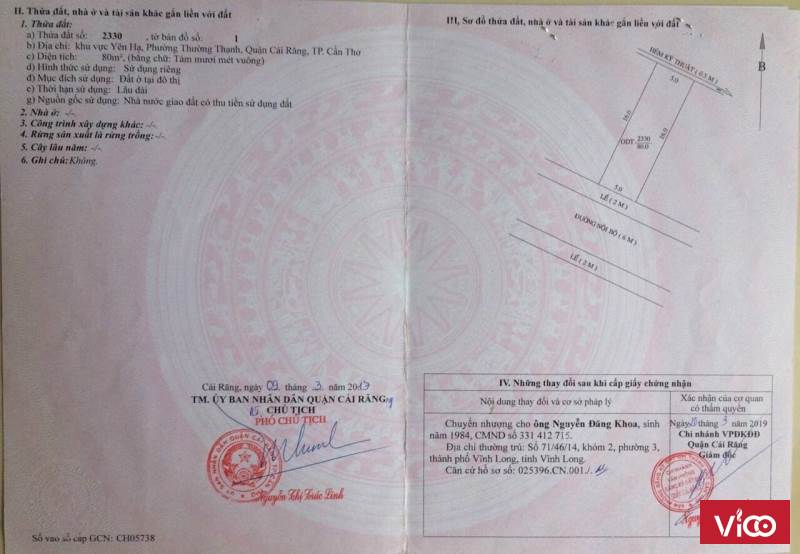 II. Thửa đất, nhà ở và tài sản khác gắn liền với đất
1. Thửa đất:
a) Thửa đất số: 2330 , tờ bản đồ số: 1
b) Địa chỉ: khu vực Yên Hạ, Phường Thường Thạnh, Quận Cái Răng, TP. Cần Thơ
c) Diện tích: 80m², (bằng chữ: Tám mươi mét vuông)
d) Hình thức sử dụng: Sử dụng riêng
đ) Mục đích sử dụng: Đất ở tại đô thị
e) Thời hạn sử dụng: Lâu dài
g) Nguồn gốc sử dụng: Nhà nước giao đất có thu tiền sử dụng đất
2. Nhà ở: -/-
3. Công trình xây dựng khác: -/-
4. Rừng sản xuất là rừng trồng: -/-
5. Cây lâu năm: -/-
6. Ghi chú: Không.
Cái Răng, ngày 09 tháng 3 năm 2013
TM. ỦY BAN NHÂN DÂN QUẬN CÁI RĂNG
CHỦ TỊCH
PHÓ CHỦ TỊCH
Nguyễn Thị Trúc Linh
Số vào sổ cấp GCN: CH05738
III. Sơ đồ thửa đất, nhà ở và tài sản khác gắn liền với đất
HẺM KỸ THUẬT ( 0.5 M )
B
5.0
16.0
16.0
ODT 2330
80.0
5.0
LỀ ( 2 M )
ĐƯỜNG NỘI BỘ ( 6 M )
LỀ ( 2 M )
IV. Những thay đổi sau khi cấp giấy chứng nhận
Nội dung thay đổi và cơ sở pháp lý
Xác nhận của cơ quan
có thẩm quyền
Chuyển nhượng cho ông Nguyễn Đăng Khoa, sinh
năm 1984, CMND số 331 412 715.
Địa chỉ thường trú: Số 71/46/14, khóm 2, phường 3,
thành phố Vĩnh Long, tỉnh Vĩnh Long.
Căn cứ hồ sơ số: 025396.CN.001./.
Ngày 20 tháng 3 năm 2019
Chi nhánh VPĐKĐĐ
Quận Cái Răng
Giám đốc
vicco